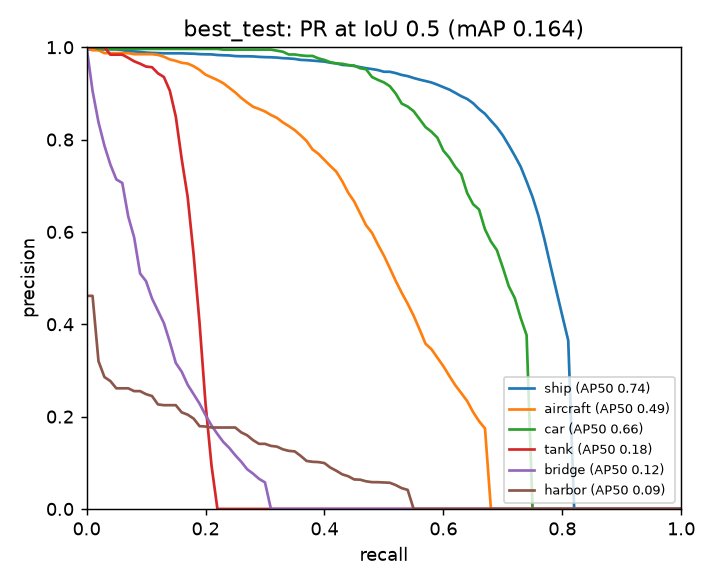 best_test: PR at IoU 0.5 (mAP 0.164)
1.0
0.8
0.6
0.4
0.2
0.0
precision
ship (AP50 0.74)
aircraft (AP50 0.49)
car (AP50 0.66)
tank (AP50 0.18)
bridge (AP50 0.12)
harbor (AP50 0.09)
0.0 0.2 0.4 0.6 0.8 1.0
recall